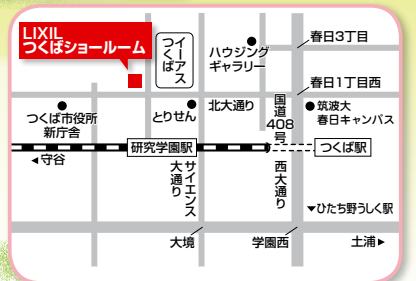 LIXIL
つくばショールーム
イーアス
つくば
ハウジング
ギャラリー
春日3丁目
春日1丁目西
つくば市役所
新庁舎
とりせん
北大通り
国道408号
筑波大
春日キャンパス
研究学園駅
つくば駅
◀守谷
サイエンス
大通り
西大通り
▼ひたち野うしく駅
大境
学園西
土浦▶